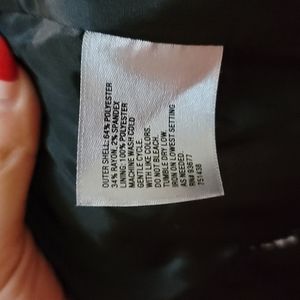 OUTER SHELL: 64% POLYESTER
34% RAYON, 2% SPANDEX
LINING: 100% POLYESTER
MACHINE WASH COLD
GENTLE CYCLE.
WITH LIKE COLORS.
DO NOT BLEACH.
TUMBLE DRY LOW.
IRON ON LOWEST SETTING
AS NEEDED.
RN# 93677
751438